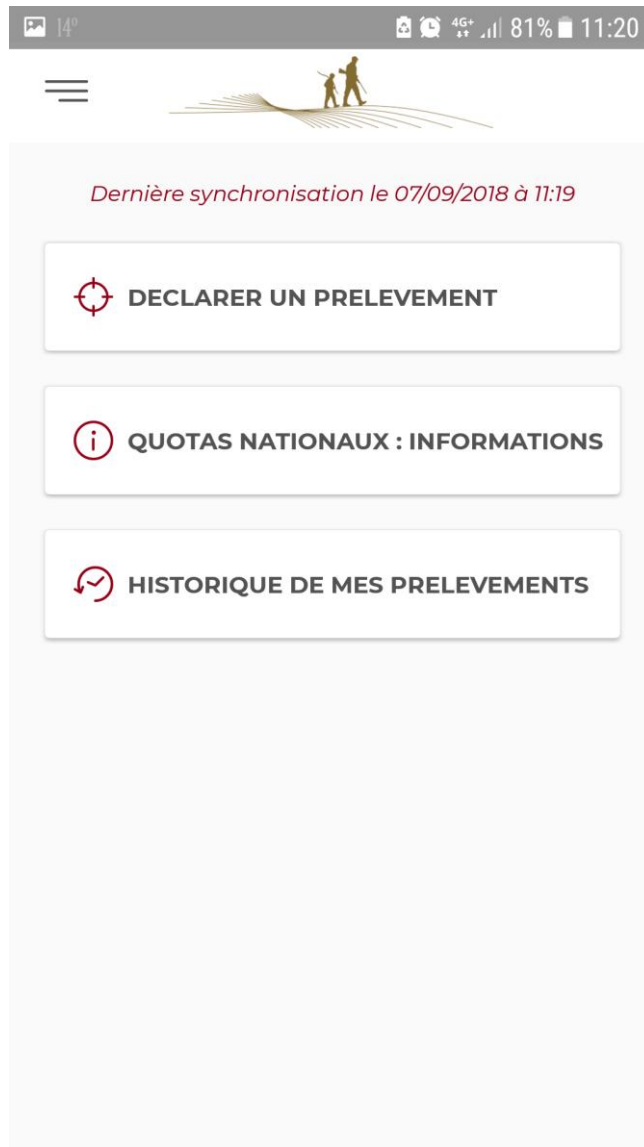 14°
4G+ 81% 11:20
Dernière synchronisation le 07/09/2018 à 11:19
DECLARER UN PRELEVEMENT
QUOTAS NATIONAUX : INFORMATIONS
HISTORIQUE DE MES PRELEVEMENTS